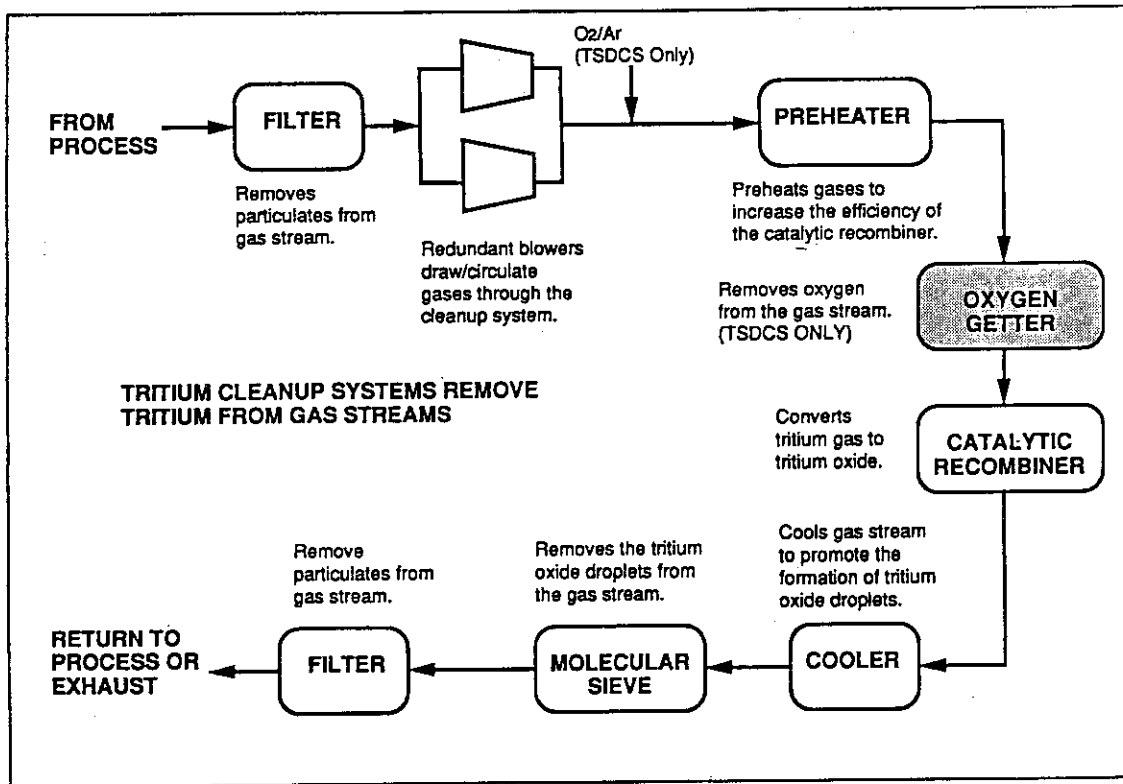 O2/Ar
(TSDCS Only)
FROM
PROCESS
FILTER
Removes
particulates from
gas stream.
Redundant blowers
draw/circulate
gases through the
cleanup system.
PREHEATER
Preheats gases to
increase the efficiency of
the catalytic recombiner.
Removes oxygen
from the gas stream.
(TSDCS ONLY)
OXYGEN
GETTER
TRITIUM CLEANUP SYSTEMS REMOVE
TRITIUM FROM GAS STREAMS
Converts
tritium gas to
tritium oxide.
CATALYTIC
RECOMBINER
Cools gas stream
to promote the
formation of tritium
oxide droplets.
COOLER
Removes the tritium
oxide droplets from
the gas stream.
MOLECULAR
SIEVE
Remove
particulates from
gas stream.
FILTER
RETURN TO
PROCESS OR
EXHAUST